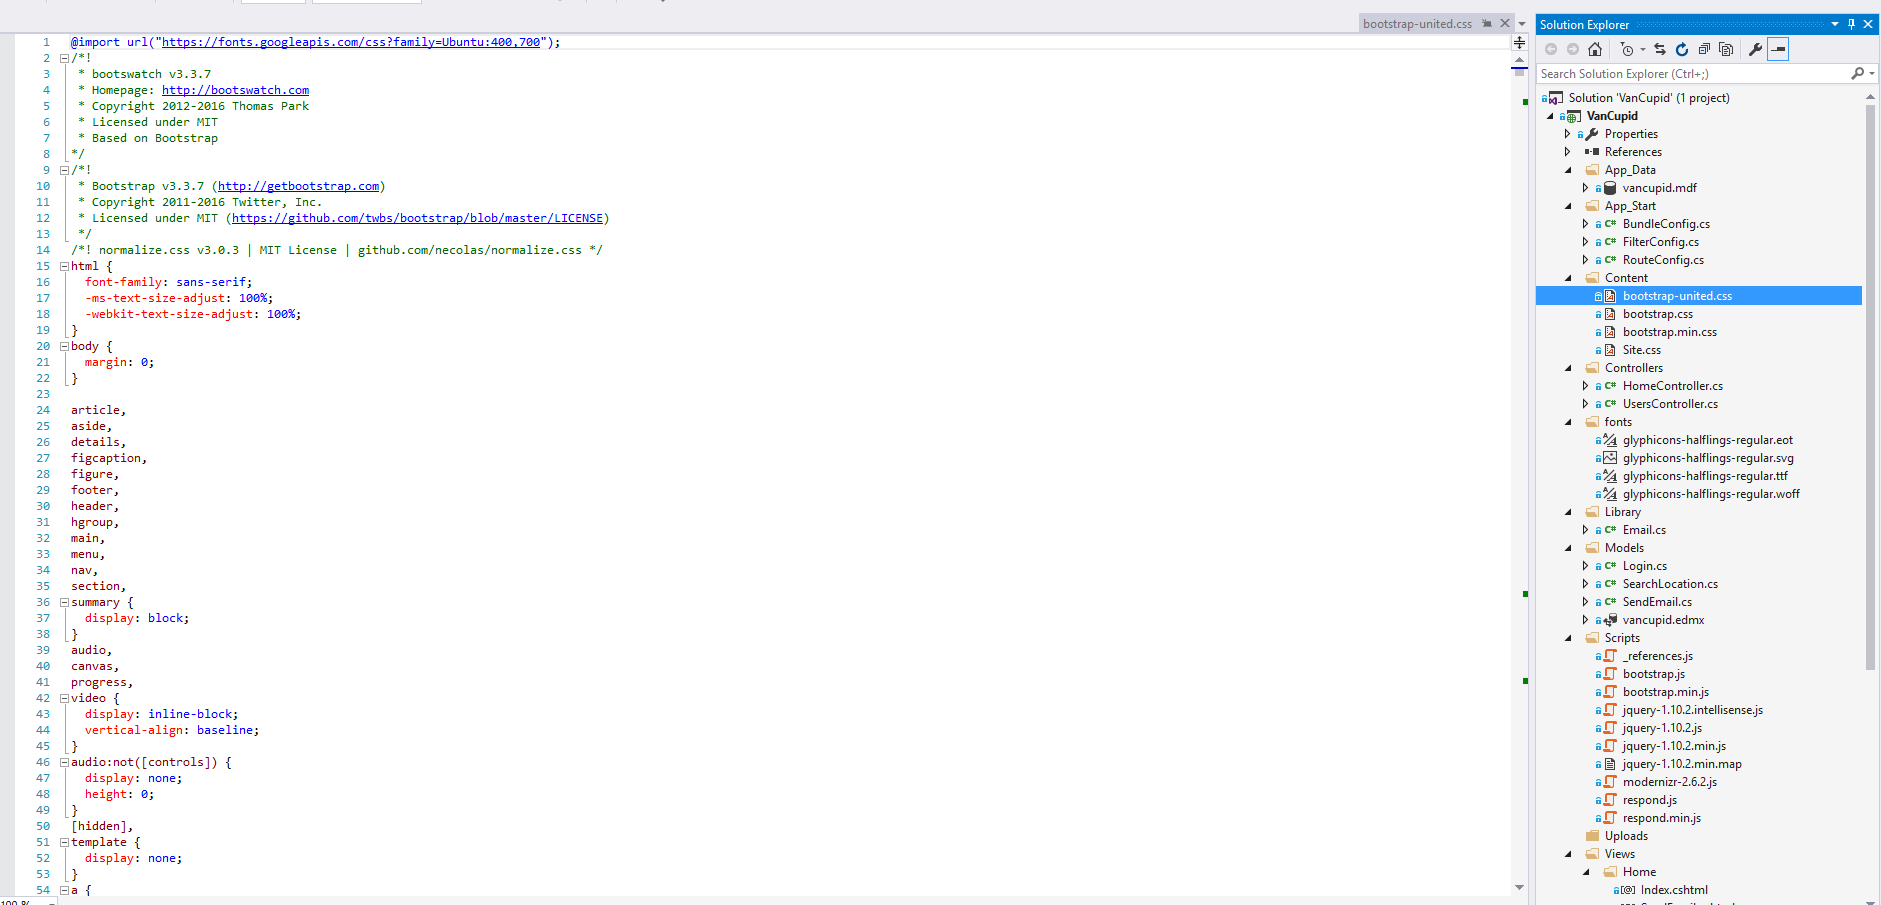 bootstrap-united.css
1 @import url("https://fonts.googleapis.com/css?family=Ubuntu:400,700");
2 /*!
3 * bootswatch v3.3.7
4 * Homepage: http://bootswatch.com
5 * Copyright 2012-2016 Thomas Park
6 * Licensed under MIT
7 * Based on Bootstrap
8 */
9 /*!
10 * Bootstrap v3.3.7 (http://getbootstrap.com)
11 * Copyright 2011-2016 Twitter, Inc.
12 * Licensed under MIT (https://github.com/twbs/bootstrap/blob/master/LICENSE)
13 */
14 /*! normalize.css v3.0.3 | MIT License | github.com/necolas/normalize.css */
15 html {
16 font-family: sans-serif;
17 -ms-text-size-adjust: 100%;
18 -webkit-text-size-adjust: 100%;
19 }
20 body {
21 margin: 0;
22 }
23
24 article,
25 aside,
26 details,
27 figcaption,
28 figure,
29 footer,
30 header,
31 hgroup,
32 main,
33 menu,
34 nav,
35 section,
36 summary {
37 display: block;
38 }
39 audio,
40 canvas,
41 progress,
42 video {
43 display: inline-block;
44 vertical-align: baseline;
45 }
46 audio:not([controls]) {
47 display: none;
48 height: 0;
49 }
50 [hidden],
51 template {
52 display: none;
53 }
54 a {
Solution Explorer
Search Solution Explorer (Ctrl+;)
Solution 'VanCupid' (1 project)
VanCupid
Properties
References
App_Data
vancupid.mdf
App_Start
BundleConfig.cs
FilterConfig.cs
RouteConfig.cs
Content
bootstrap-united.css
bootstrap.css
bootstrap.min.css
Site.css
Controllers
HomeController.cs
UsersController.cs
fonts
glyphicons-halflings-regular.eot
glyphicons-halflings-regular.svg
glyphicons-halflings-regular.ttf
glyphicons-halflings-regular.woff
Library
Email.cs
Models
Login.cs
SearchLocation.cs
SendEmail.cs
vancupid.edmx
Scripts
_references.js
bootstrap.js
bootstrap.min.js
jquery-1.10.2.intellisense.js
jquery-1.10.2.js
jquery-1.10.2.min.js
jquery-1.10.2.min.map
modernizr-2.6.2.js
respond.js
respond.min.js
Uploads
Views
Home
Index.cshtml